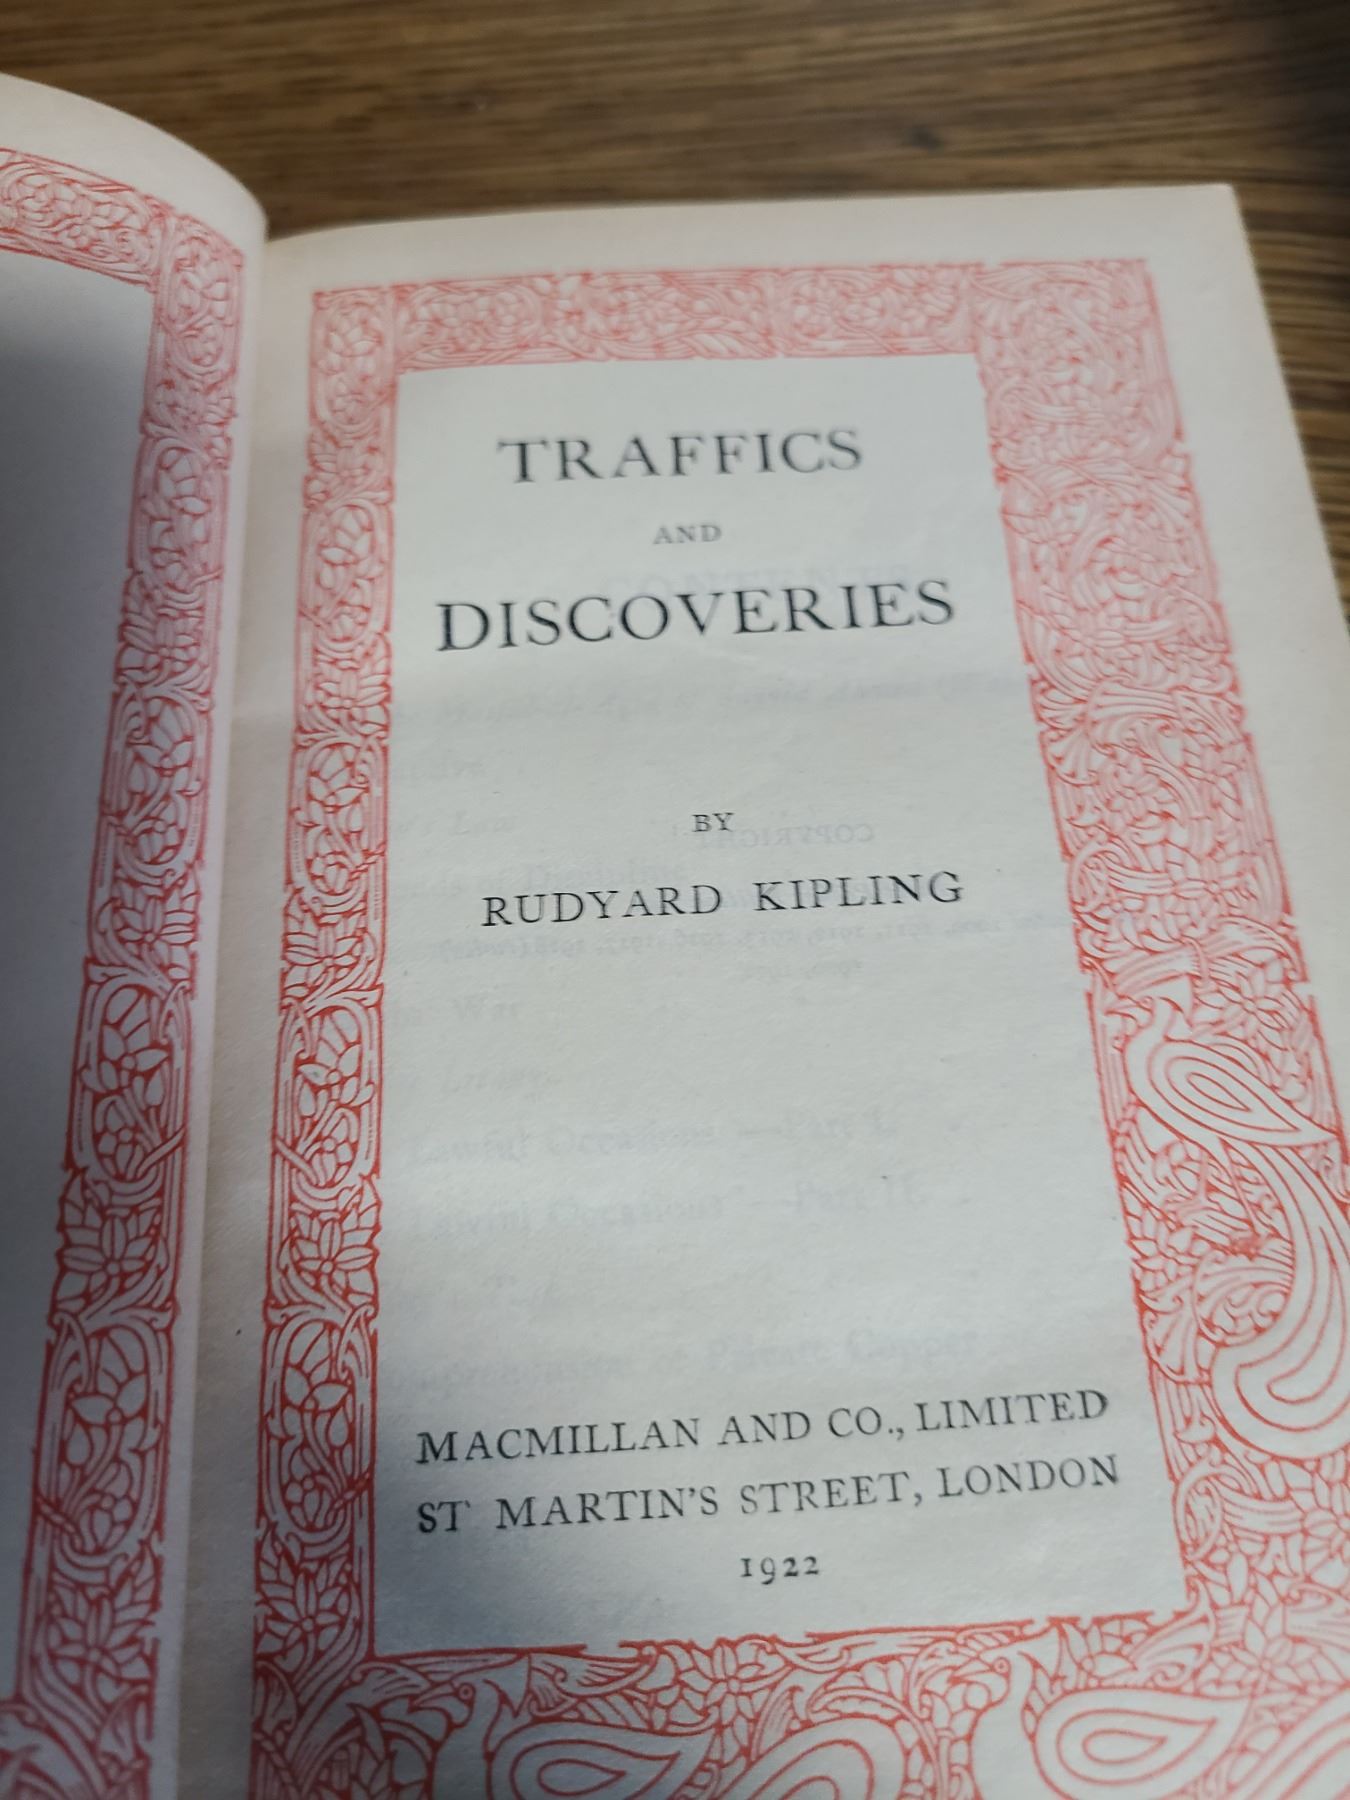 TRAFFICS
AND
DISCOVERIES
BY
RUDYARD KIPLING
MACMILLAN AND CO., LIMITED
ST MARTIN'S STREET, LONDON
1922